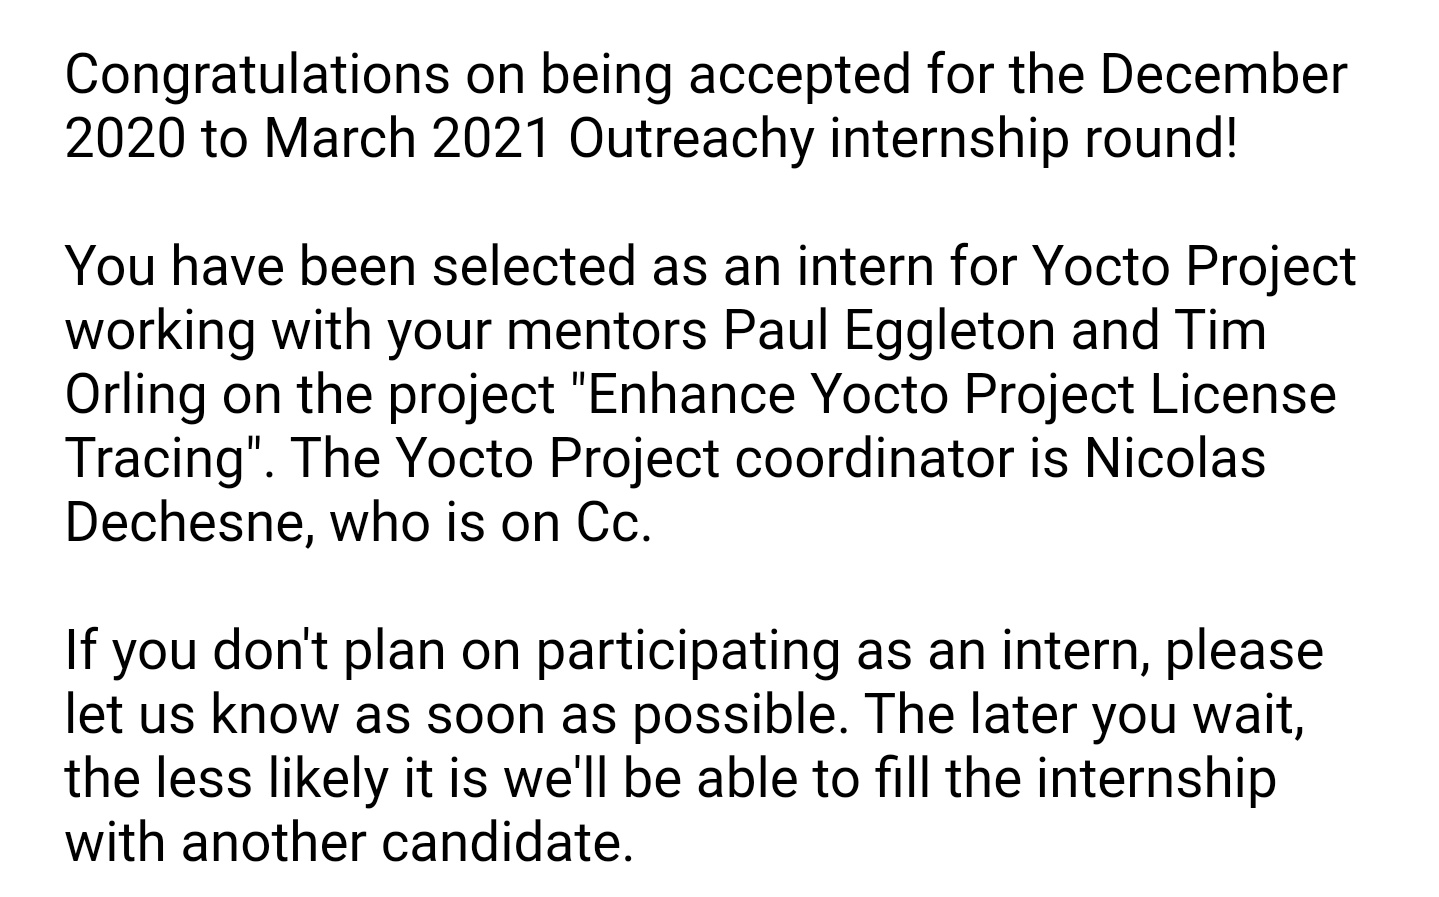 Congratulations on being accepted for the December
2020 to March 2021 Outreachy internship round!
You have been selected as an intern for Yocto Project
working with your mentors Paul Eggleton and Tim
Orling on the project "Enhance Yocto Project License
Tracing". The Yocto Project coordinator is Nicolas
Dechesne, who is on Cc.
If you don't plan on participating as an intern, please
let us know as soon as possible. The later you wait,
the less likely it is we'll be able to fill the internship
with another candidate.